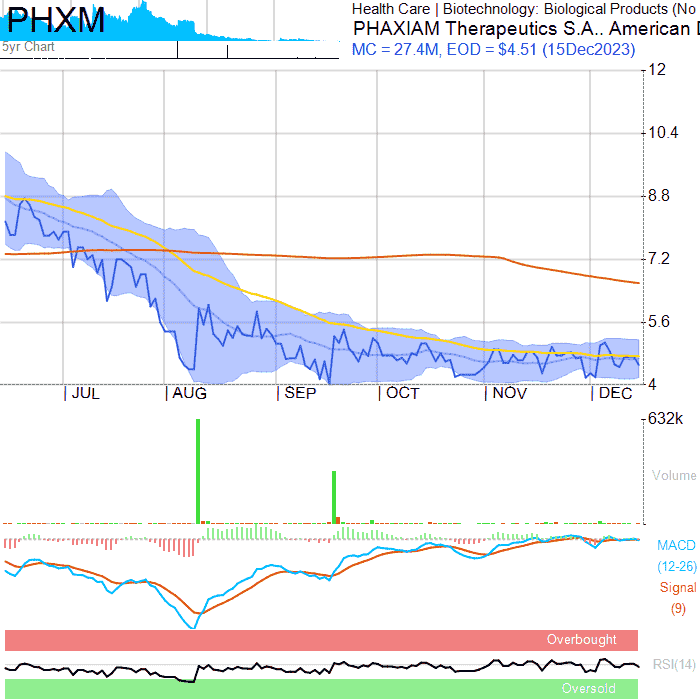 PHXM
5yr Chart
Health Care | Biotechnology: Biological Products (No
PHAXIAM Therapeutics S.A.. American
MC = 27.4M, EOD = $4.51 (15Dec2023)
12
10.4
8.8
7.2
5.6
4
JUL AUG SEP OCT NOV DEC
632k
Volume
MACD
(12-26)
Signal
(9)
Overbought
RSI(14)
Oversold